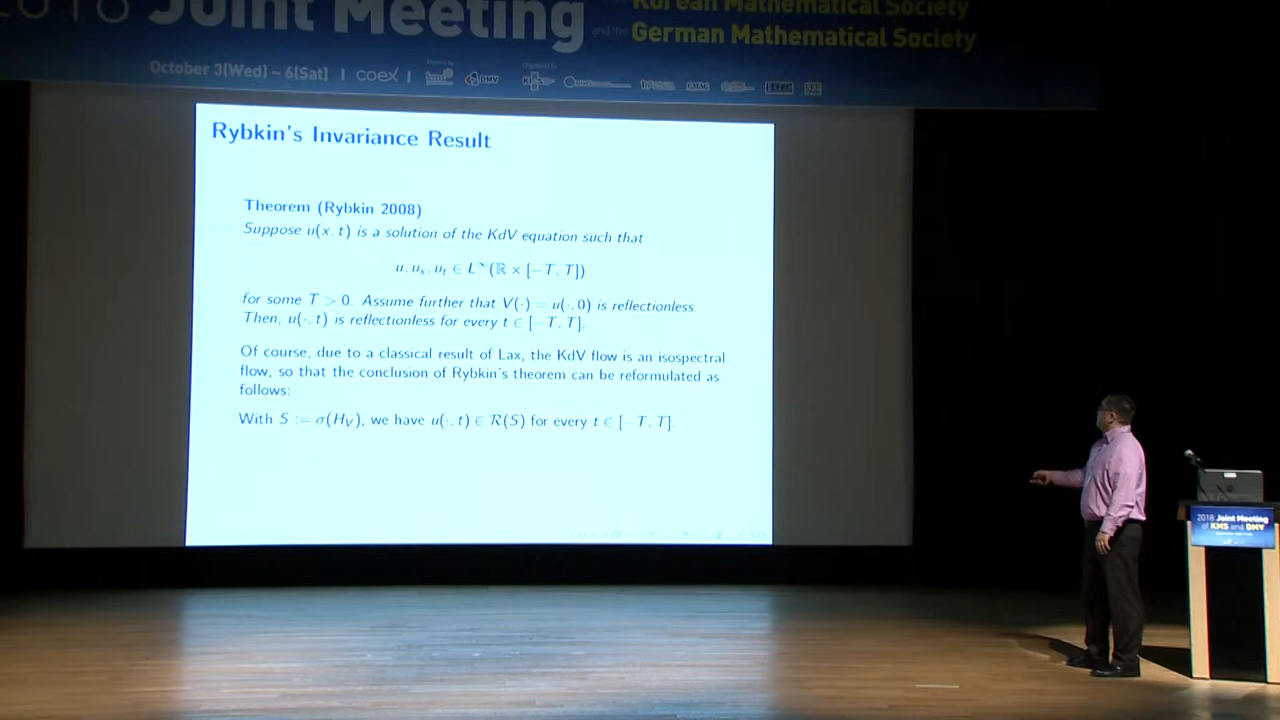 2018 Joint Meeting
Korean Mathematical Society
and the German Mathematical Society
October 3(Wed) ~ 6(Sat) | coex |
DMV
Rybkin's Invariance Result
Theorem (Rybkin 2008)
Suppose u(x, t) is a solution of the KdV equation such that
u, uₓ, uₜ ∈ L^∞(ℝ × [−T, T])
for some T > 0. Assume further that V(·) = u(·, 0) is reflectionless.
Then, u(·, t) is reflectionless for every t ∈ [−T, T].
Of course, due to a classical result of Lax, the KdV flow is an isospectral
flow, so that the conclusion of Rybkin's theorem can be reformulated as
follows:
With S := σ(H_V), we have u(·, t) ∈ ℛ(S) for every t ∈ [−T, T].
2018 Joint Meeting
of KMS and DMV